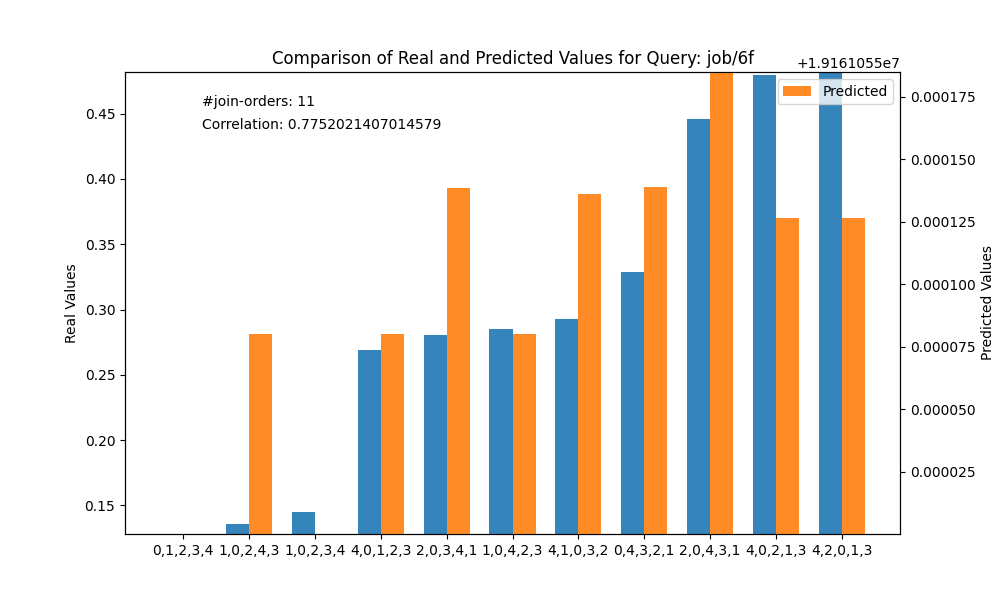 Comparison of Real and Predicted Values for Query: job/6f
+1.9161055e7
#join-orders: 11
Correlation: 0.7752021407014579
Predicted
Real Values
0.45
0.40
0.35
0.30
0.25
0.20
0.15
0.000175
0.000150
0.000125
0.000100
0.000075
0.000050
0.000025
Predicted Values
0,1,2,3,4 1,0,2,4,3 1,0,2,3,4 4,0,1,2,3 2,0,3,4,1 1,0,4,2,3 4,1,0,3,2 0,4,3,2,1 2,0,4,3,1 4,0,2,1,3 4,2,0,1,3